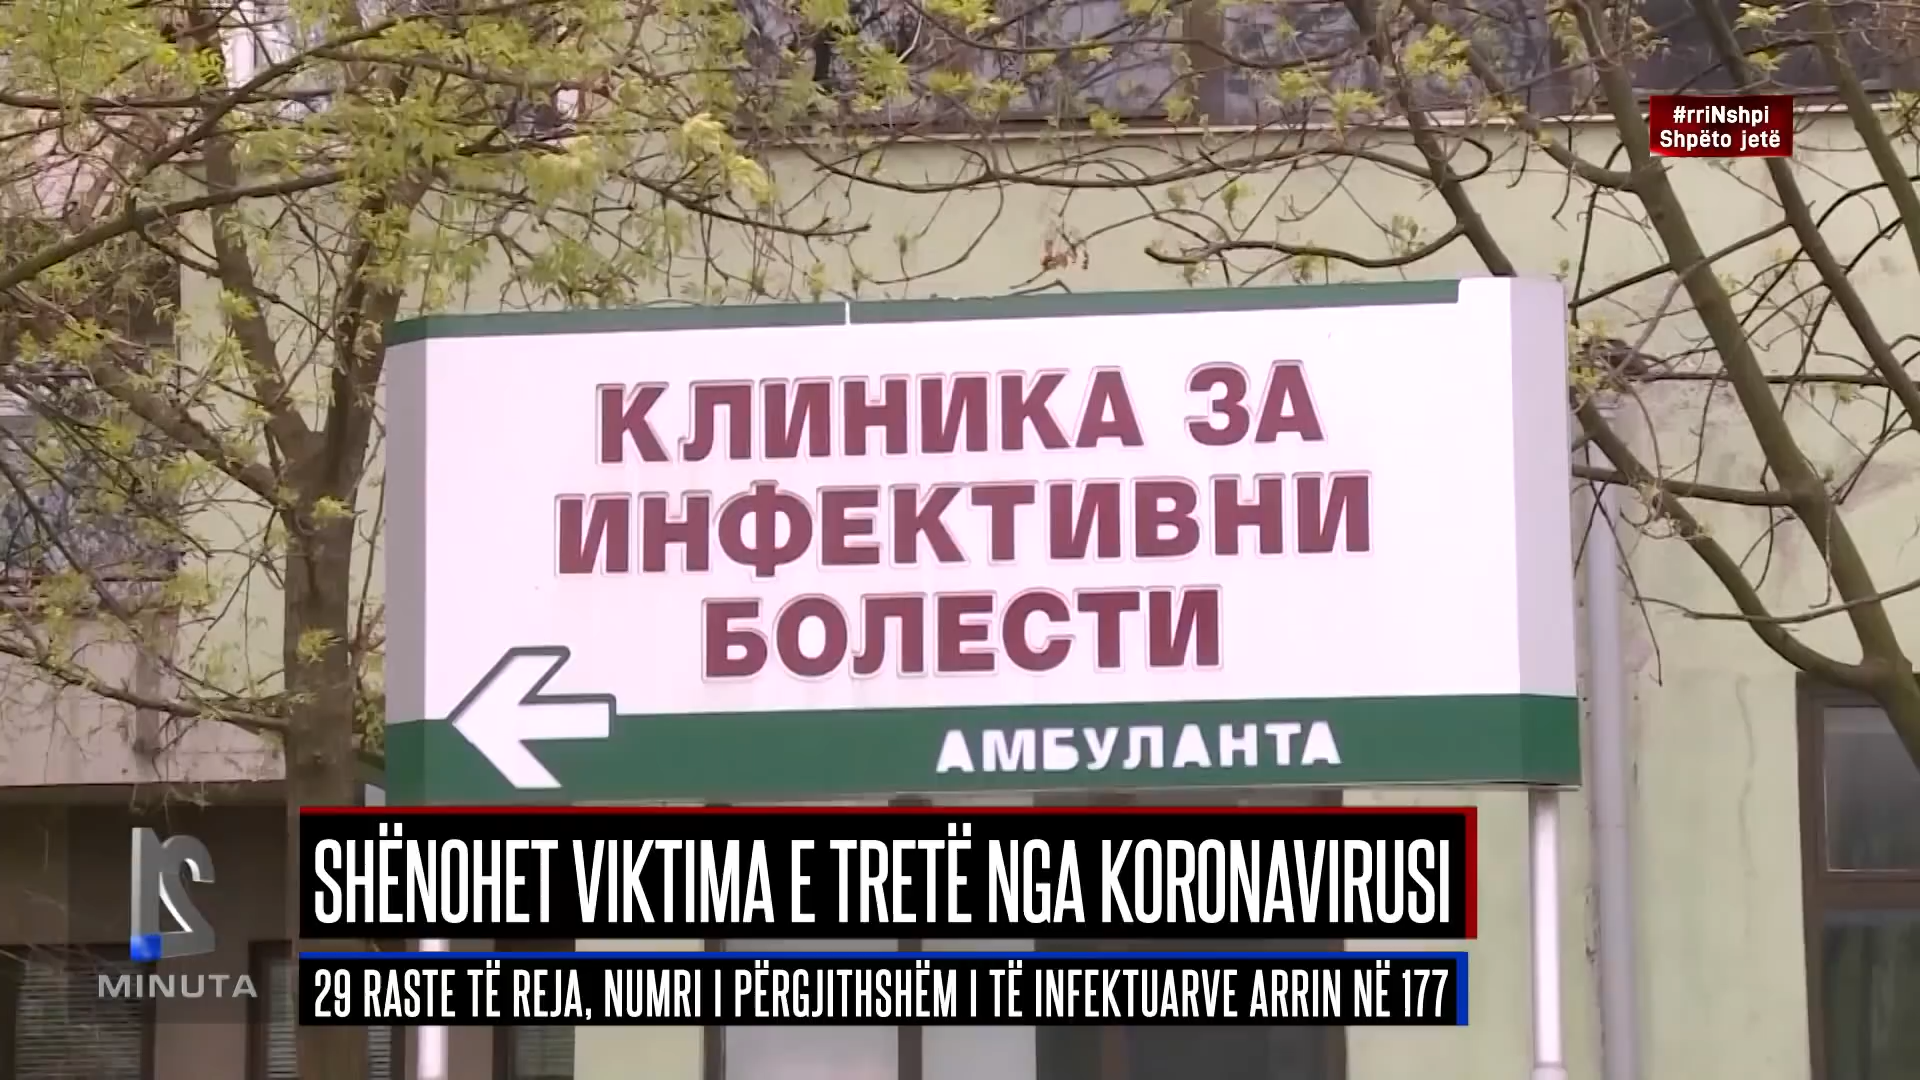 #rriNshpi
Shpëto jetë
КЛИНИКА ЗА
ИНФЕКТИВНИ
БОЛЕСТИ
АМБУЛАНТА
SHËNOHET VIKTIMA E TRETË NGA KORONAVIRUSI
29 RASTE TË REJA, NUMRI I PËRGJITHSHËM I TË INFEKTUARVE ARRIN NË 177
12
MINUTA